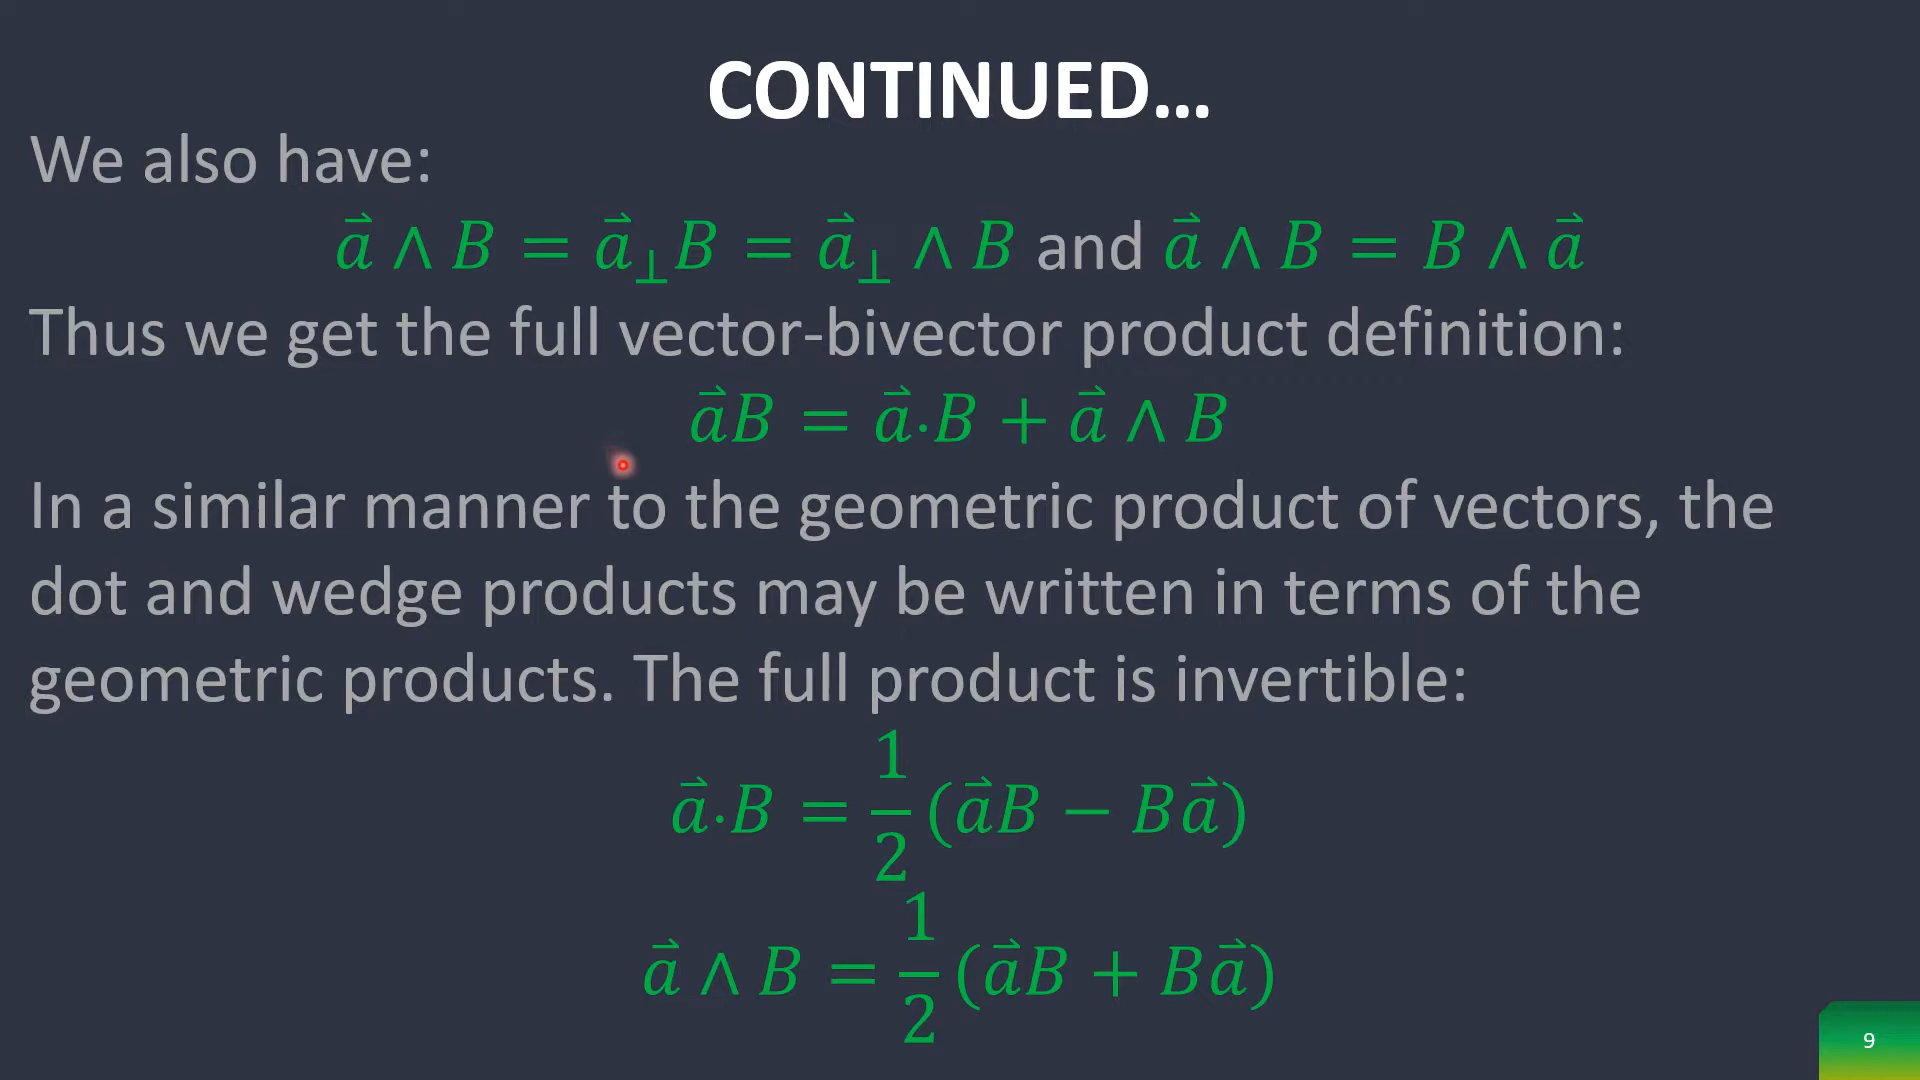 CONTINUED...
We also have:
a⃗ ∧ B = a⃗⊥B = a⃗⊥ ∧ B and a⃗ ∧ B = B ∧ a⃗
Thus we get the full vector-bivector product definition:
a⃗B = a⃗·B + a⃗ ∧ B
In a similar manner to the geometric product of vectors, the
dot and wedge products may be written in terms of the
geometric products. The full product is invertible:
a⃗·B = 1/2 (a⃗B − Ba⃗)
a⃗ ∧ B = 1/2 (a⃗B + Ba⃗)
9